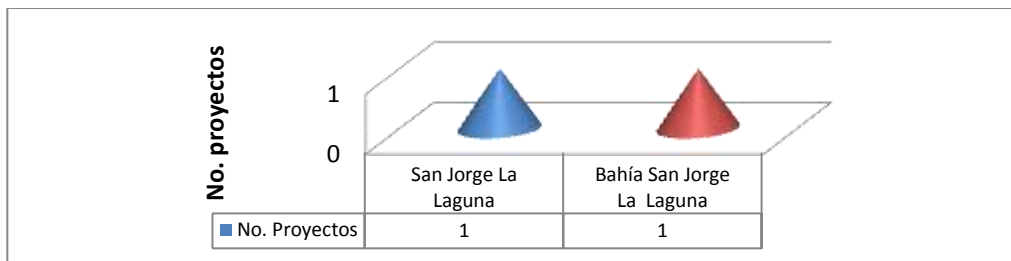 No. proyectos
1
0
San Jorge La
Laguna
Bahía San Jorge
La Laguna
No. Proyectos
1
1